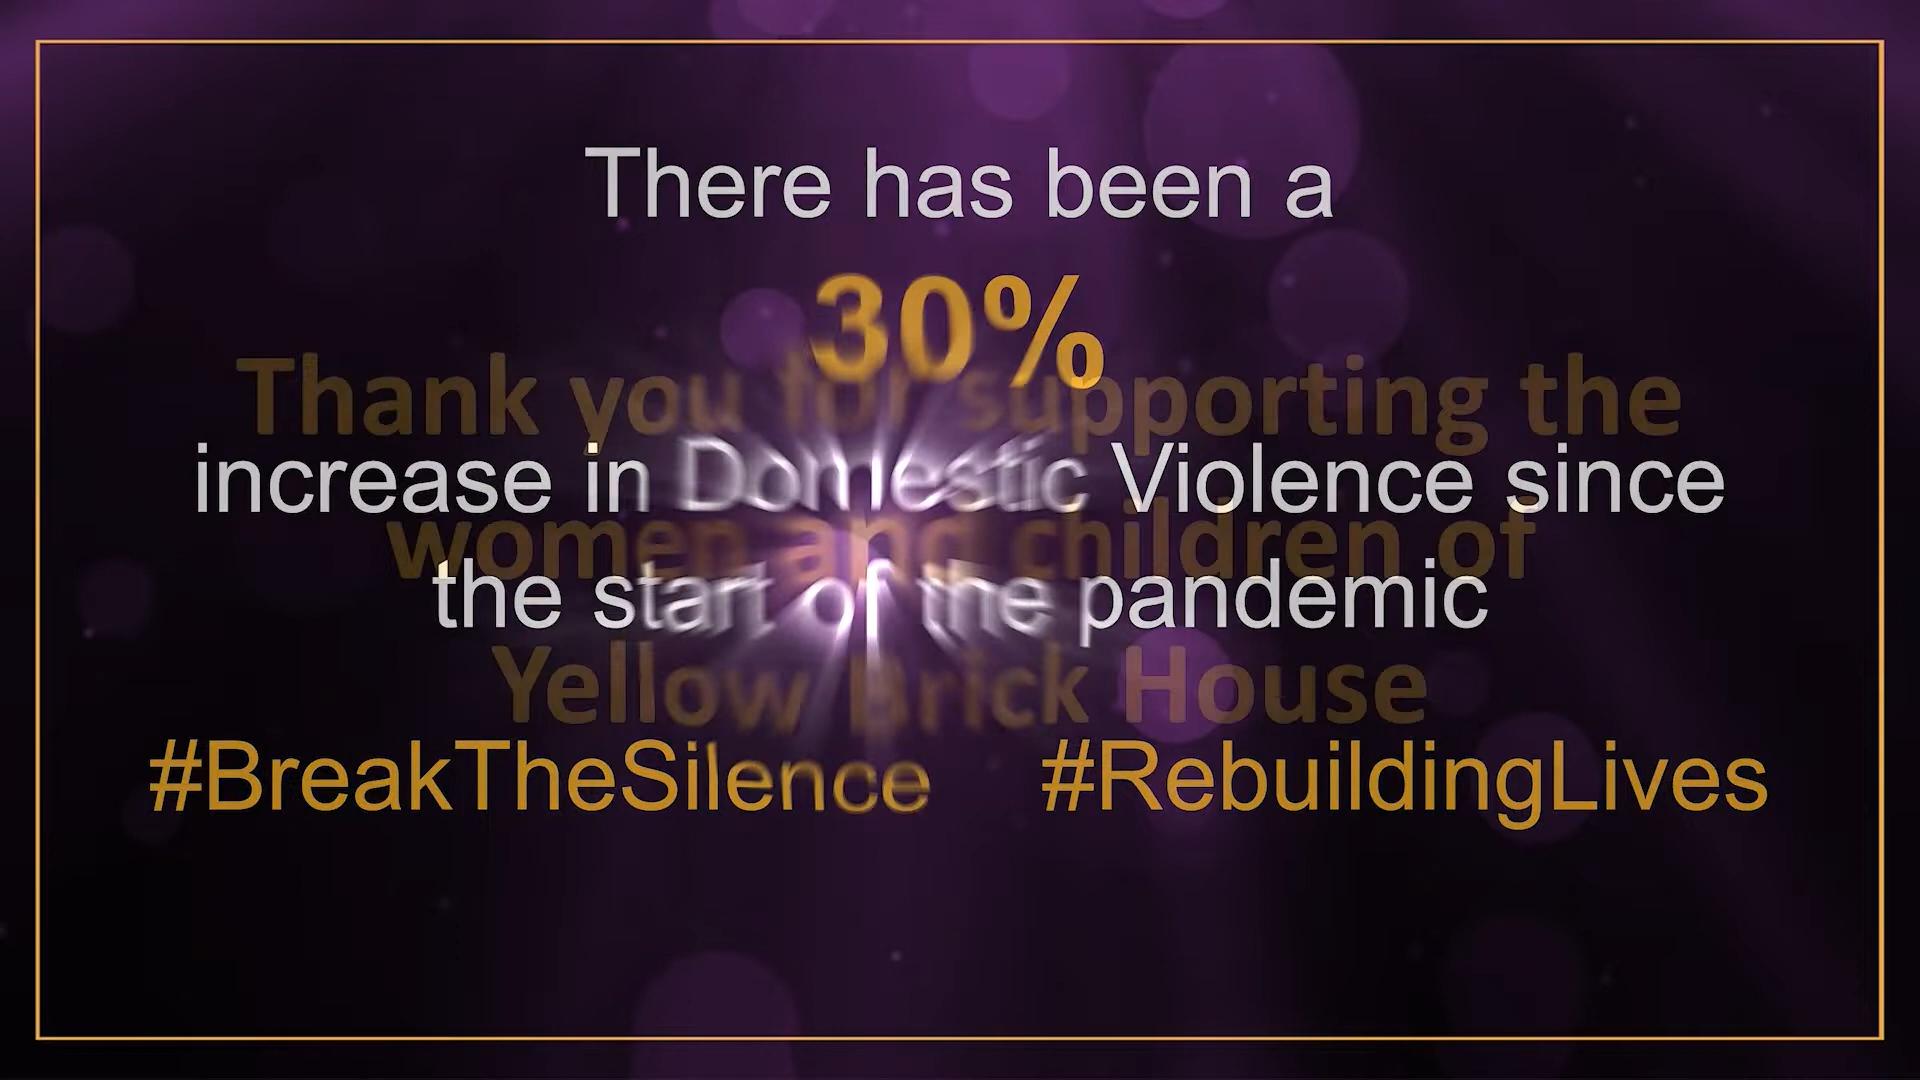 There has been a
30%
Thank you for supporting the
increase in Domestic Violence since
women and children of
the start of the pandemic
Yellow Brick House
#BreakTheSilence #RebuildingLives